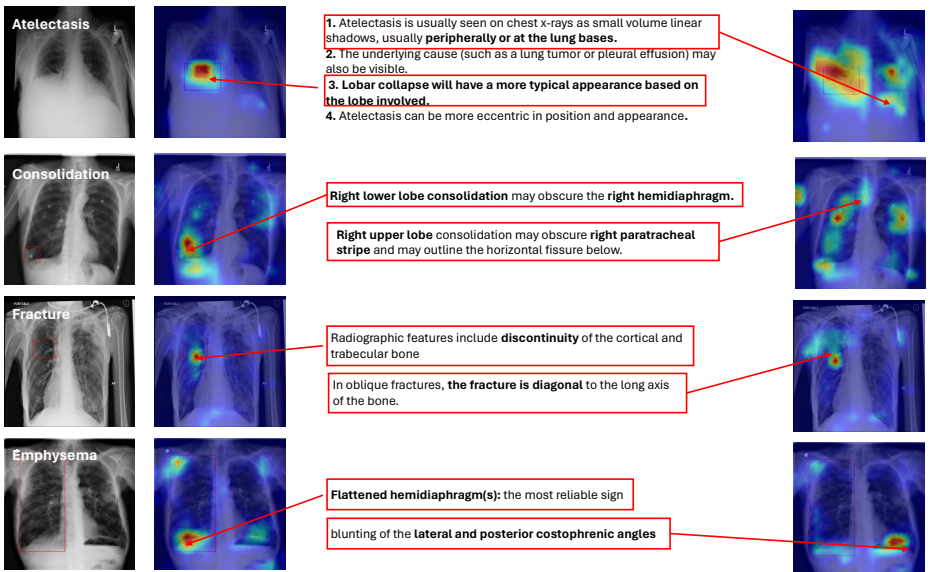 Atelectasis
1. Atelectasis is usually seen on chest x-rays as small volume linear
shadows, usually peripherally or at the lung bases.
2. The underlying cause (such as a lung tumor or pleural effusion) may
also be visible.
3. Lobar collapse will have a more typical appearance based on
the lobe involved.
4. Atelectasis can be more eccentric in position and appearance.
Consolidation
Right lower lobe consolidation may obscure the right hemidiaphragm.
Right upper lobe consolidation may obscure right paratracheal
stripe and may outline the horizontal fissure below.
PORTABLE
Fracture
Radiographic features include discontinuity of the cortical and
trabecular bone
In oblique fractures, the fracture is diagonal to the long axis
of the bone.
Emphysema
Flattened hemidiaphragm(s): the most reliable sign
blunting of the lateral and posterior costophrenic angles